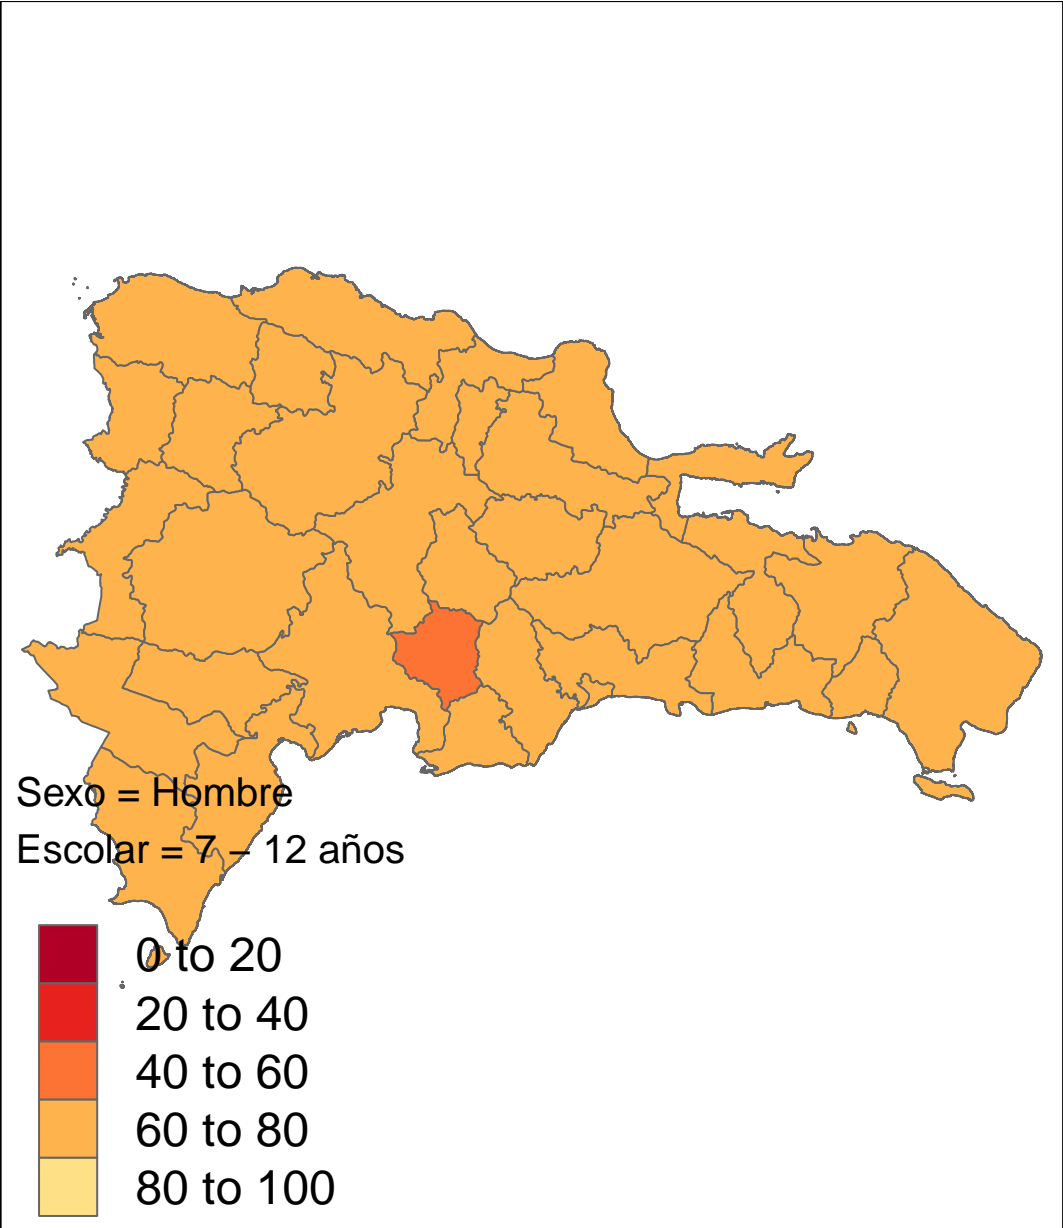 Sexo = Hombre
Escolar = 7 – 12 años
0 to 20
20 to 40
40 to 60
60 to 80
80 to 100